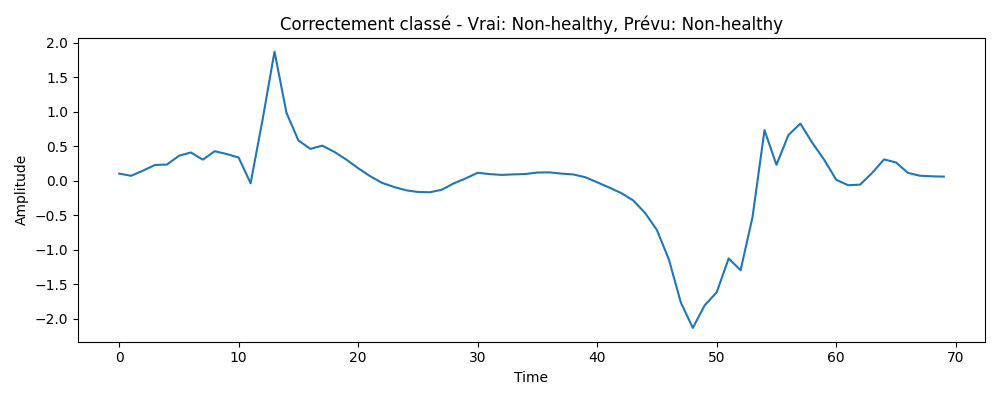 Correctement classé - Vrai: Non-healthy, Prévu: Non-healthy
2.0
1.5
1.0
0.5
0.0
−0.5
−1.0
−1.5
−2.0
Amplitude
0 10 20 30 40 50 60 70
Time